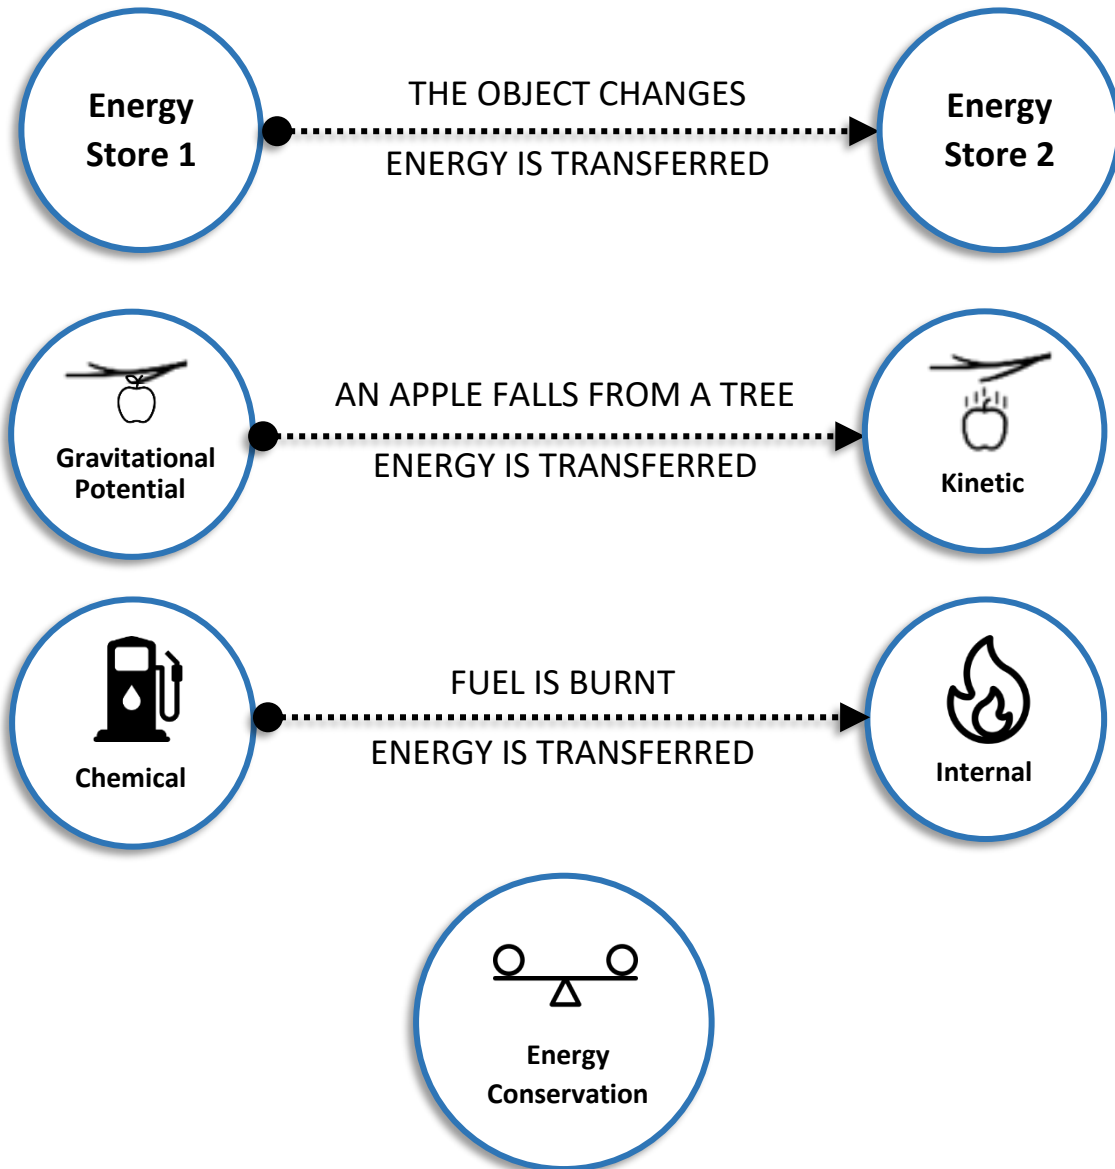 Energy
Store 1
THE OBJECT CHANGES
ENERGY IS TRANSFERRED
Energy
Store 2
Gravitational
Potential
AN APPLE FALLS FROM A TREE
ENERGY IS TRANSFERRED
Kinetic
Chemical
FUEL IS BURNT
ENERGY IS TRANSFERRED
Internal
Energy
Conservation